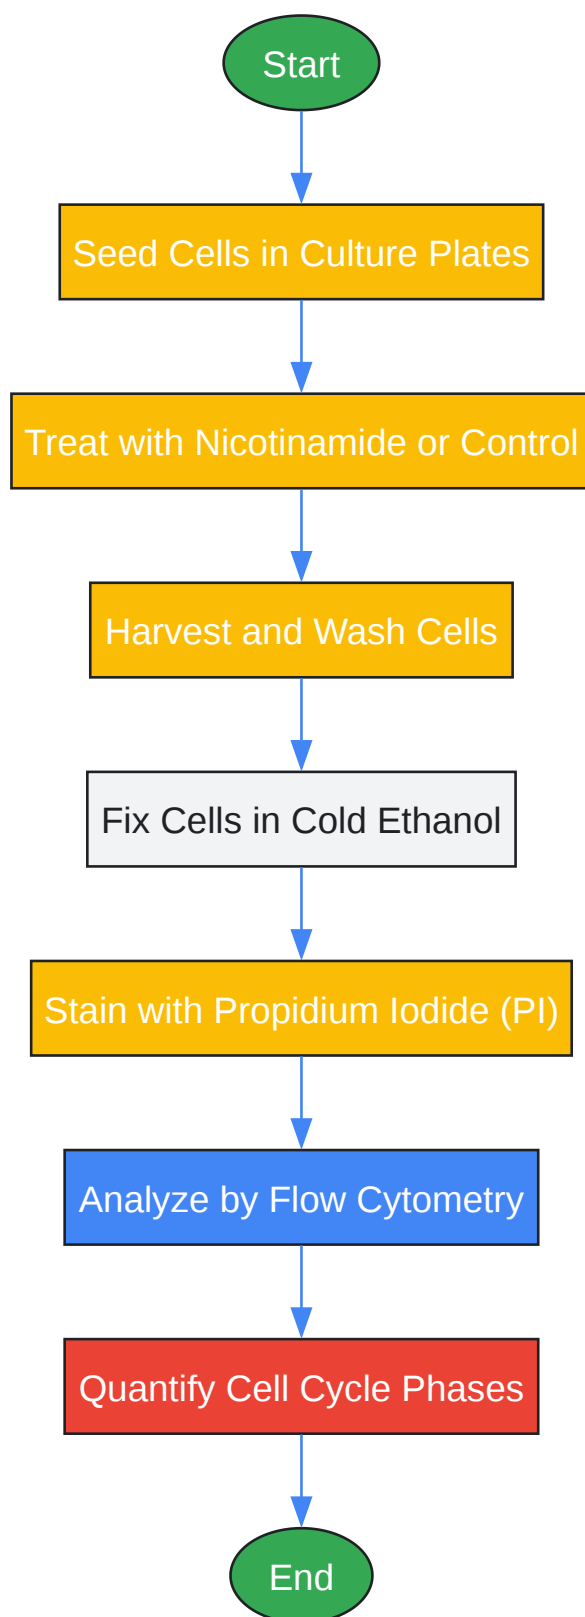 Start
Seed Cells in Culture Plates
Treat with Nicotinamide or Control
Harvest and Wash Cells
Fix Cells in Cold Ethanol
Stain with Propidium Iodide (PI)
Analyze by Flow Cytometry
Quantify Cell Cycle Phases
End